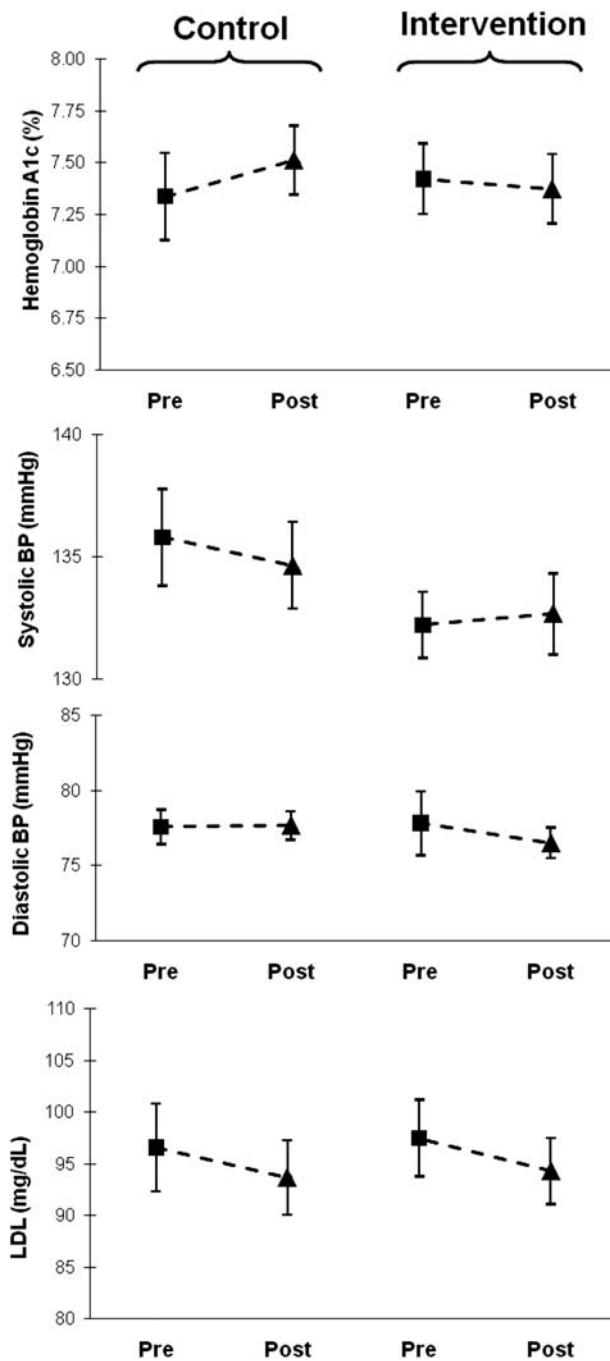 Control Intervention
Hemoglobin A1c (%)
8.00
7.75
7.50
7.25
7.00
6.75
6.50
Pre Post Pre Post
Systolic BP (mmHg)
140
135
130
Diastolic BP (mmHg)
85
80
75
70
Pre Post Pre Post
LDL (mg/dL)
110
105
100
95
90
85
80
Pre Post Pre Post